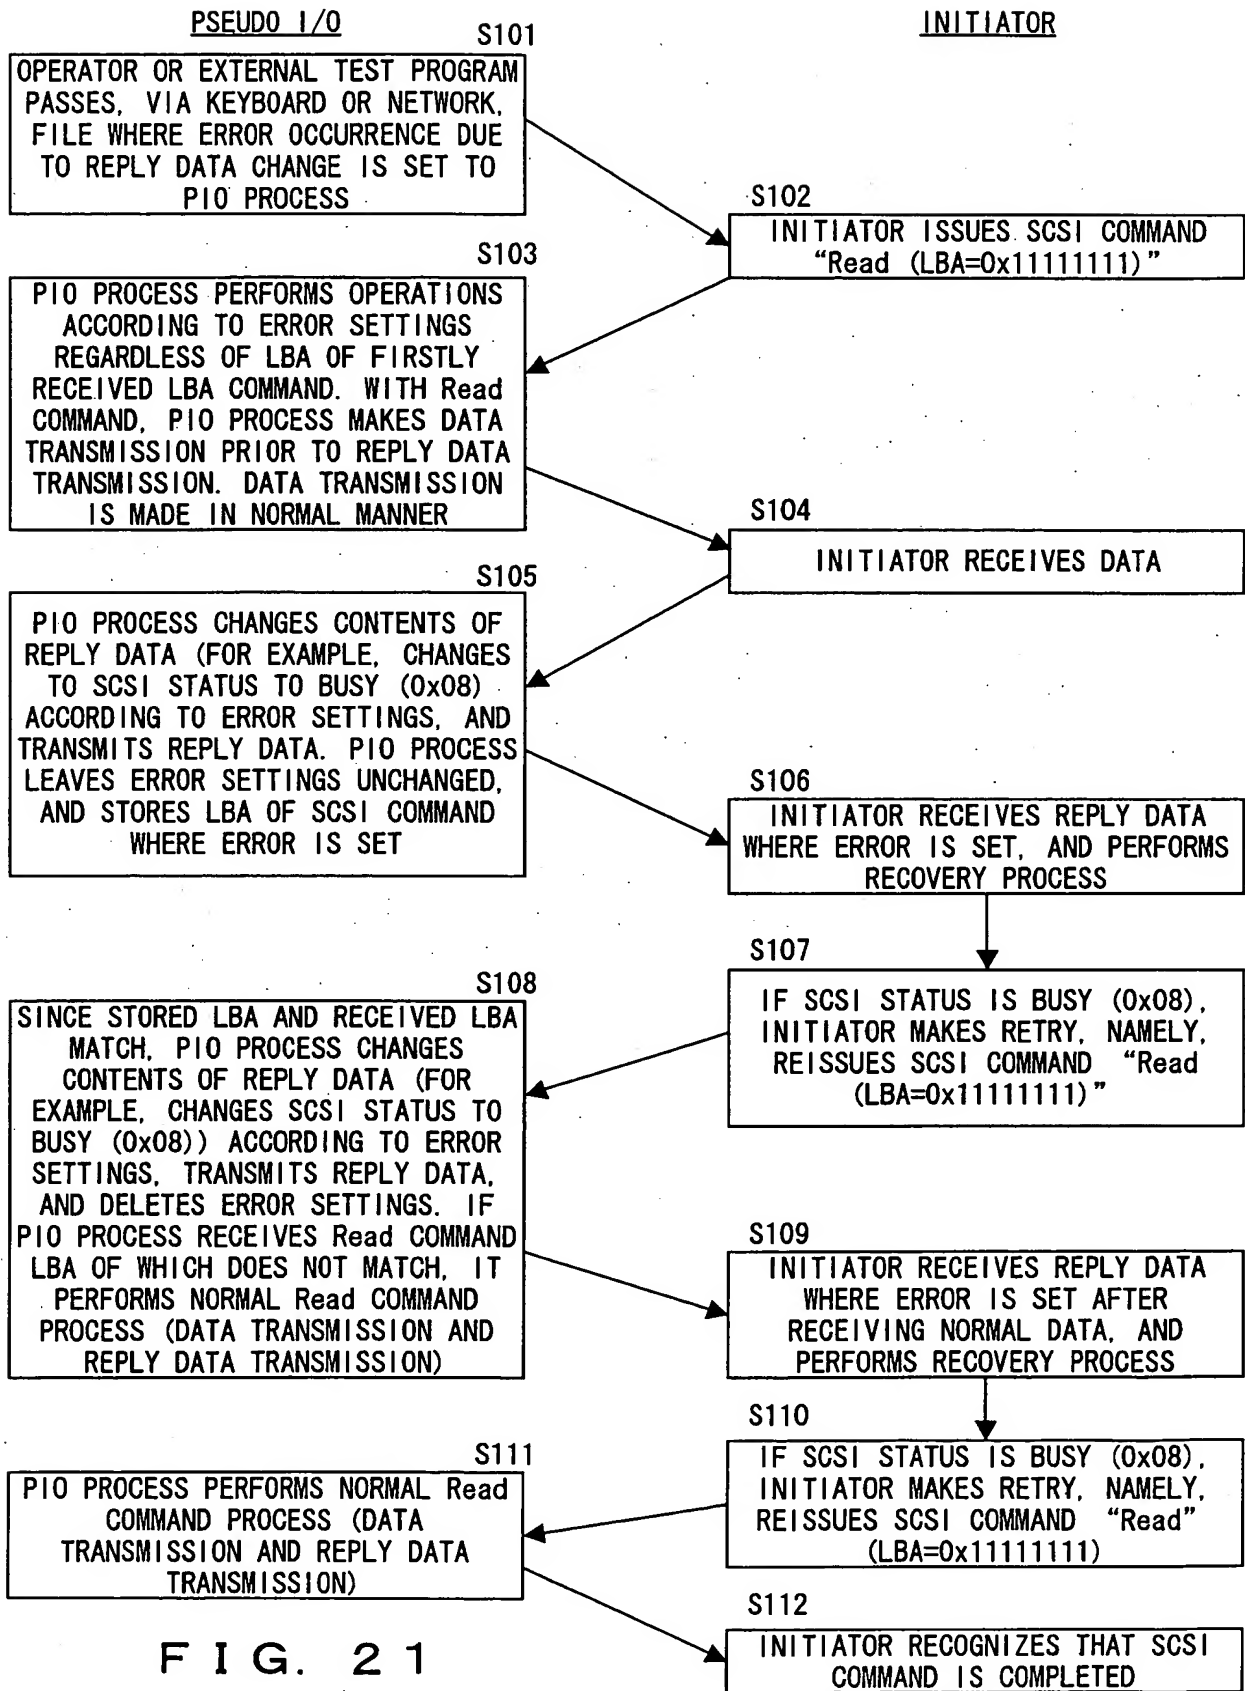 PSEUDO I/O
INITIATOR
S101
OPERATOR OR EXTERNAL TEST PROGRAM
PASSES, VIA KEYBOARD OR NETWORK,
FILE WHERE ERROR OCCURRENCE DUE
TO REPLY DATA CHANGE IS SET TO
PIO PROCESS
S102
INITIATOR ISSUES SCSI COMMAND
“Read (LBA=0x11111111)”
S103
PIO PROCESS PERFORMS OPERATIONS
ACCORDING TO ERROR SETTINGS
REGARDLESS OF LBA OF FIRSTLY
RECEIVED LBA COMMAND. WITH Read
COMMAND, PIO PROCESS MAKES DATA
TRANSMISSION PRIOR TO REPLY DATA
TRANSMISSION. DATA TRANSMISSION
IS MADE IN NORMAL MANNER
S104
INITIATOR RECEIVES DATA
S105
PIO PROCESS CHANGES CONTENTS OF
REPLY DATA (FOR EXAMPLE, CHANGES
TO SCSI STATUS TO BUSY (0x08)
ACCORDING TO ERROR SETTINGS, AND
TRANSMITS REPLY DATA. PIO PROCESS
LEAVES ERROR SETTINGS UNCHANGED,
AND STORES LBA OF SCSI COMMAND
WHERE ERROR IS SET
S106
INITIATOR RECEIVES REPLY DATA
WHERE ERROR IS SET, AND PERFORMS
RECOVERY PROCESS
S107
IF SCSI STATUS IS BUSY (0x08),
INITIATOR MAKES RETRY, NAMELY,
REISSUES SCSI COMMAND “Read
(LBA=0x11111111)”
S108
SINCE STORED LBA AND RECEIVED LBA
MATCH, PIO PROCESS CHANGES
CONTENTS OF REPLY DATA (FOR
EXAMPLE, CHANGES SCSI STATUS TO
BUSY (0x08)) ACCORDING TO ERROR
SETTINGS, TRANSMITS REPLY DATA,
AND DELETES ERROR SETTINGS. IF
PIO PROCESS RECEIVES Read COMMAND
LBA OF WHICH DOES NOT MATCH, IT
PERFORMS NORMAL Read COMMAND
PROCESS (DATA TRANSMISSION AND
REPLY DATA TRANSMISSION)
S109
INITIATOR RECEIVES REPLY DATA
WHERE ERROR IS SET AFTER
RECEIVING NORMAL DATA, AND
PERFORMS RECOVERY PROCESS
S110
IF SCSI STATUS IS BUSY (0x08),
INITIATOR MAKES RETRY, NAMELY,
REISSUES SCSI COMMAND “Read”
(LBA=0x11111111)
S111
PIO PROCESS PERFORMS NORMAL Read
COMMAND PROCESS (DATA
TRANSMISSION AND REPLY DATA
TRANSMISSION)
S112
INITIATOR RECOGNIZES THAT SCSI
COMMAND IS COMPLETED
FIG. 21